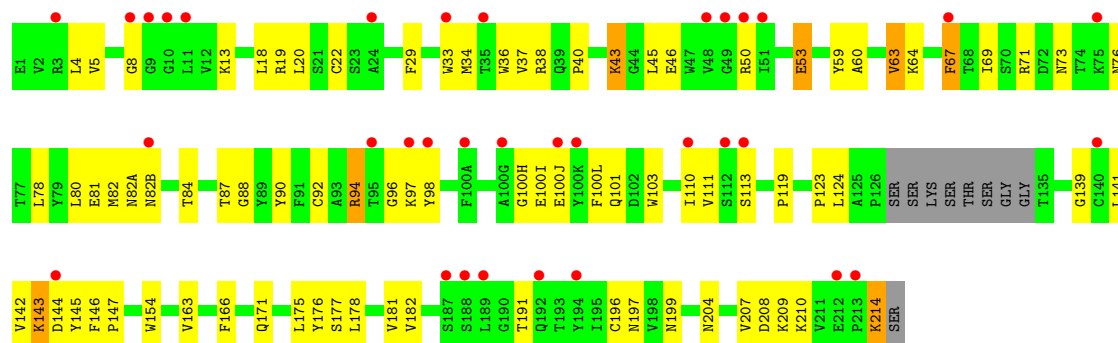 E1 V2 R3 L4 V5 G8 G9 G10 L11 V12 K13 L18 R19 L20 S21 C22 S23 A24 F29 W33 M34 T35 W36 V37 R38 Q39 P40 K43 G44 L45 E46 W47 V48 G49 R50 I51 E53 Y59 A60 V63 K64 F67 T68 I69 S70 R71 D72 N73 T74 K75 N76
T77 L78 Y79 L80 E81 M82 N82A N82B T84 T87 G88 Y89 Y90 F91 C92 A93 R94 T95 G96 K97 Y98 F100A A100G G100H E100I E100J Y100K F100L Q101 D102 W103 I110 V111 S112 S113 P119 P123 L124 A125 P126 SER SER LYS SER THR SER GLY GLY T135 G139 C140 L141
V142 K143 D144 Y145 F146 P147 W154 V163 F166 Q171 L175 Y176 S177 L178 V181 V182 S187 S188 L189 G190 T191 Q192 T193 Y194 I195 C196 N197 V198 N199 N204 V207 D208 K209 K210 V211 E212 P213 K214 SER